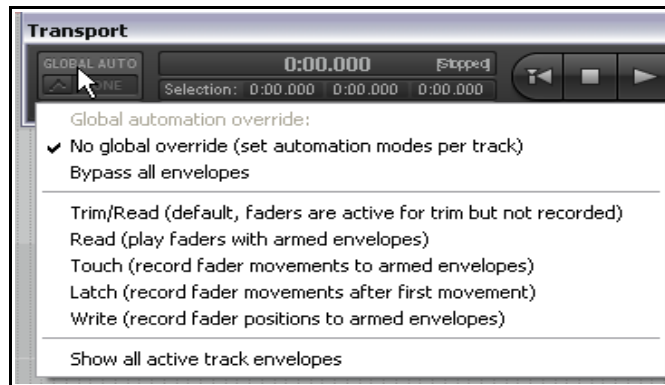 Transport
GLOBAL AUTO
NONE
0:00.000 [Stopped]
Selection: 0:00.000 0:00.000 0:00.000
Global automation override:
No global override (set automation modes per track)
Bypass all envelopes
Trim/Read (default, faders are active for trim but not recorded)
Read (play faders with armed envelopes)
Touch (record fader movements to armed envelopes)
Latch (record fader movements after first movement)
Write (record fader positions to armed envelopes)
Show all active track envelopes